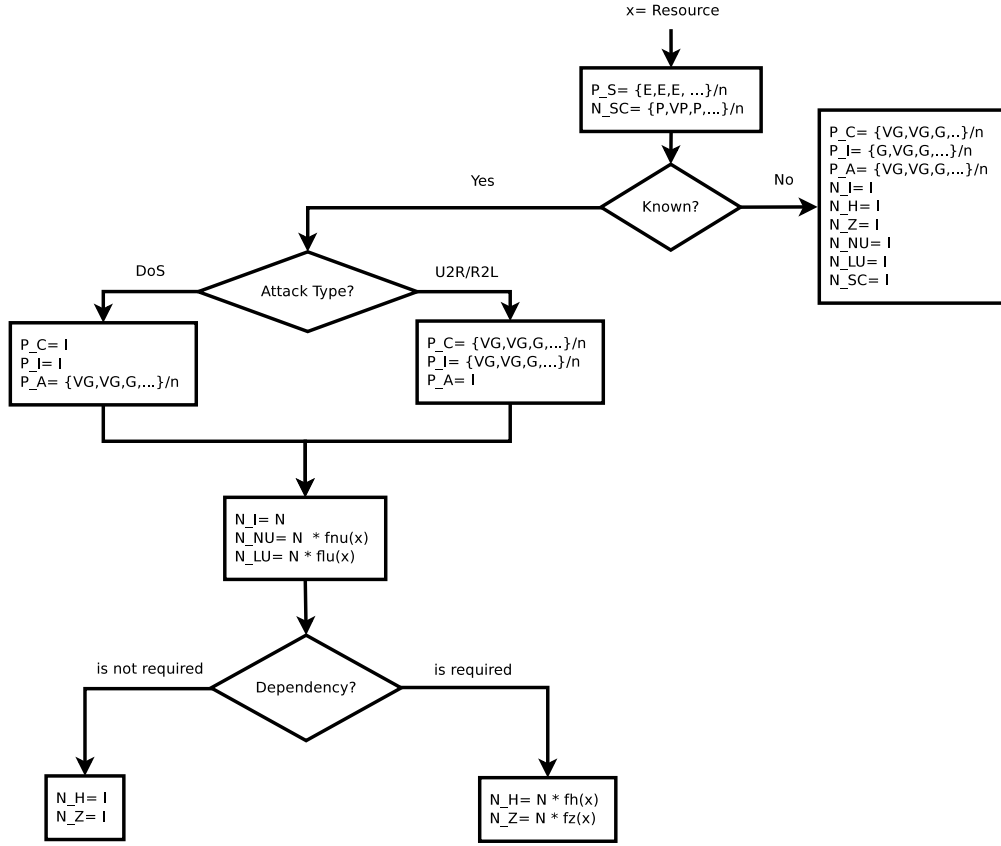 x= Resource
P_S= {E,E,E, ...}/n
N_SC= {P,VP,P,...}/n
P_C= {VG,VG,G,..}/n
P_I= {G,VG,G,...}/n
P_A= {VG,VG,G,...}/n
N_I= I
N_H= I
N_Z= I
N_NU= I
N_LU= I
N_SC= I
Yes
Known?
No
DoS
Attack Type?
U2R/R2L
P_C= I
P_I= I
P_A= {VG,VG,G,...}/n
P_C= {VG,VG,G,...}/n
P_I= {VG,VG,G,...}/n
P_A= I
N_I= N
N_NU= N * fnu(x)
N_LU= N * flu(x)
is not required
Dependency?
is required
N_H= I
N_Z= I
N_H= N * fh(x)
N_Z= N * fz(x)